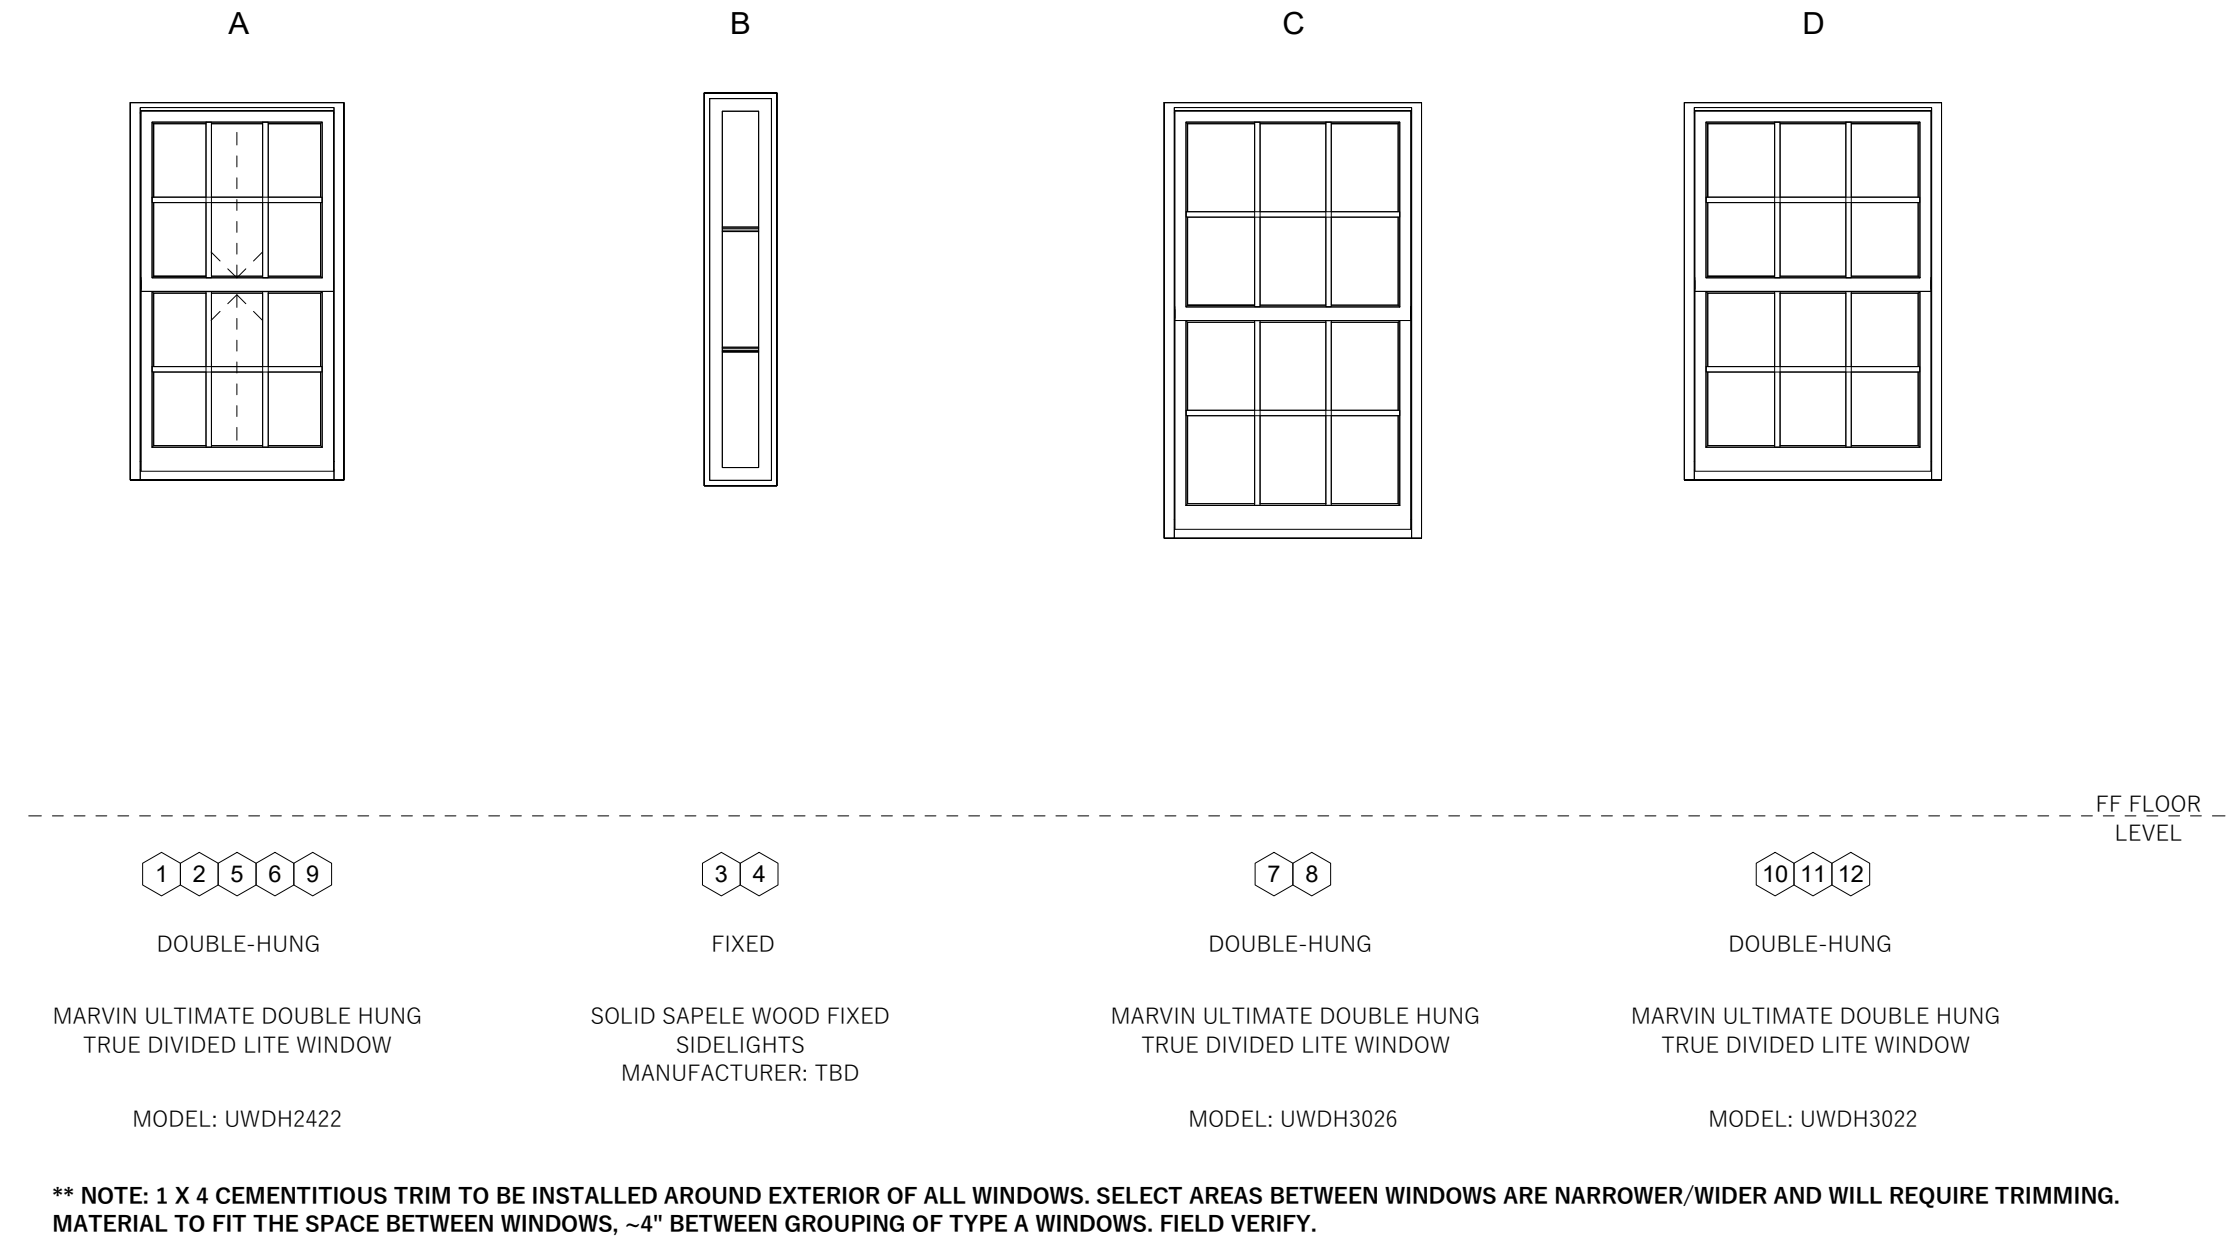 A
B
C
D
FF FLOOR
LEVEL
1 2 5 6 9
3 4
7 8
10 11 12
DOUBLE-HUNG
FIXED
DOUBLE-HUNG
DOUBLE-HUNG
MARVIN ULTIMATE DOUBLE HUNG
TRUE DIVIDED LITE WINDOW
SOLID SAPELE WOOD FIXED
SIDELIGHTS
MANUFACTURER: TBD
MARVIN ULTIMATE DOUBLE HUNG
TRUE DIVIDED LITE WINDOW
MARVIN ULTIMATE DOUBLE HUNG
TRUE DIVIDED LITE WINDOW
MODEL: UWDH2422
MODEL: UWDH3026
MODEL: UWDH3022
** NOTE: 1 X 4 CEMENTITIOUS TRIM TO BE INSTALLED AROUND EXTERIOR OF ALL WINDOWS. SELECT AREAS BETWEEN WINDOWS ARE NARROWER/WIDER AND WILL REQUIRE TRIMMING.
MATERIAL TO FIT THE SPACE BETWEEN WINDOWS, ~4" BETWEEN GROUPING OF TYPE A WINDOWS. FIELD VERIFY.